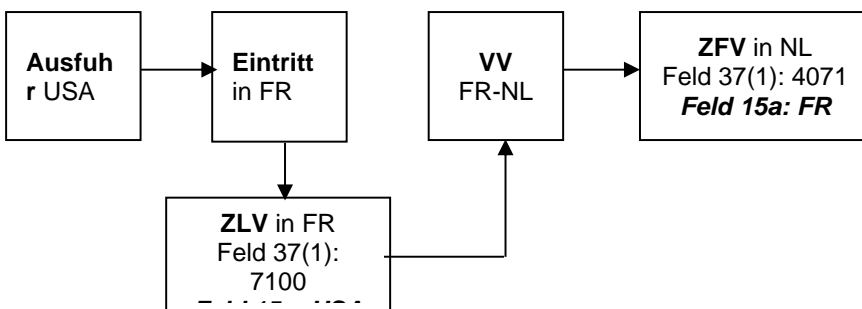 Ausfuh
r USA
Eintritt
in FR
VV
FR-NL
ZFV in NL
Feld 37(1): 4071
Feld 15a: FR
ZLV in FR
Feld 37(1):
7100